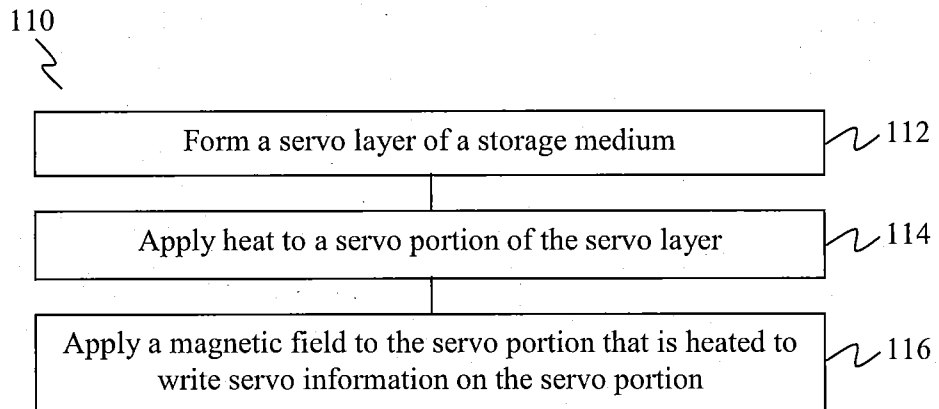 110
Form a servo layer of a storage medium
112
Apply heat to a servo portion of the servo layer
114
Apply a magnetic field to the servo portion that is heated to
write servo information on the servo portion
116